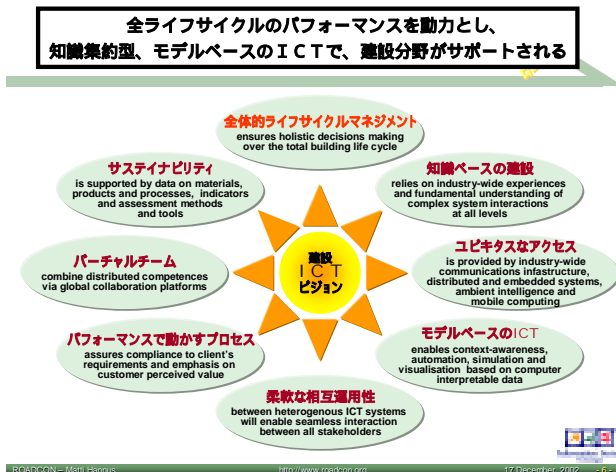 全ライフサイクルのパフォーマンスを動力とし、
知識集約型、モデルベースのＩＣＴで、建設分野がサポートされる
全体的ライフサイクルマネジメント
ensures holistic decisions making
over the total building life cycle
サステイナビリティ
is supported by data on materials,
products and processes, indicators
and assessment methods
and tools
知識ベースの建設
relies on industry-wide experiences
and fundamental understanding of
complex system interactions
at all levels
バーチャルチーム
combine distributed competences
via global collaboration platforms
建設
ＩＣＴ
ビジョン
ユビキタスなアクセス
is provided by industry-wide
communications infastructure,
distributed and embedded systems,
ambient intelligence and
mobile computing
パフォーマンスで動かすプロセス
assures compliance to client's
requirements and emphasis on
customer perceived value
モデルベースのICT
enables context-awareness,
automation, simulation and
visualisation based on computer
interpretable data
柔軟な相互運用性
between heterogenous ICT systems
will enable seamless interaction
between all stakeholders
ROADCON – Matti Hannus
http://www.roadcon.org
17 December, 2002 - 6 -